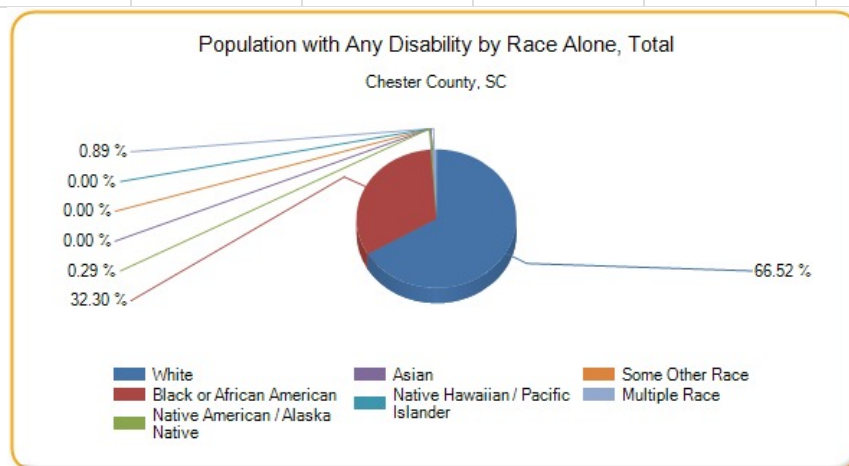 Population with Any Disability by Race Alone, Total
Chester County, SC
0.89 %
0.00 %
0.00 %
0.00 %
0.29 %
32.30 %
66.52 %
White
Black or African American
Native American / Alaska
Native
Asian
Native Hawaiian / Pacific
Islander
Some Other Race
Multiple Race